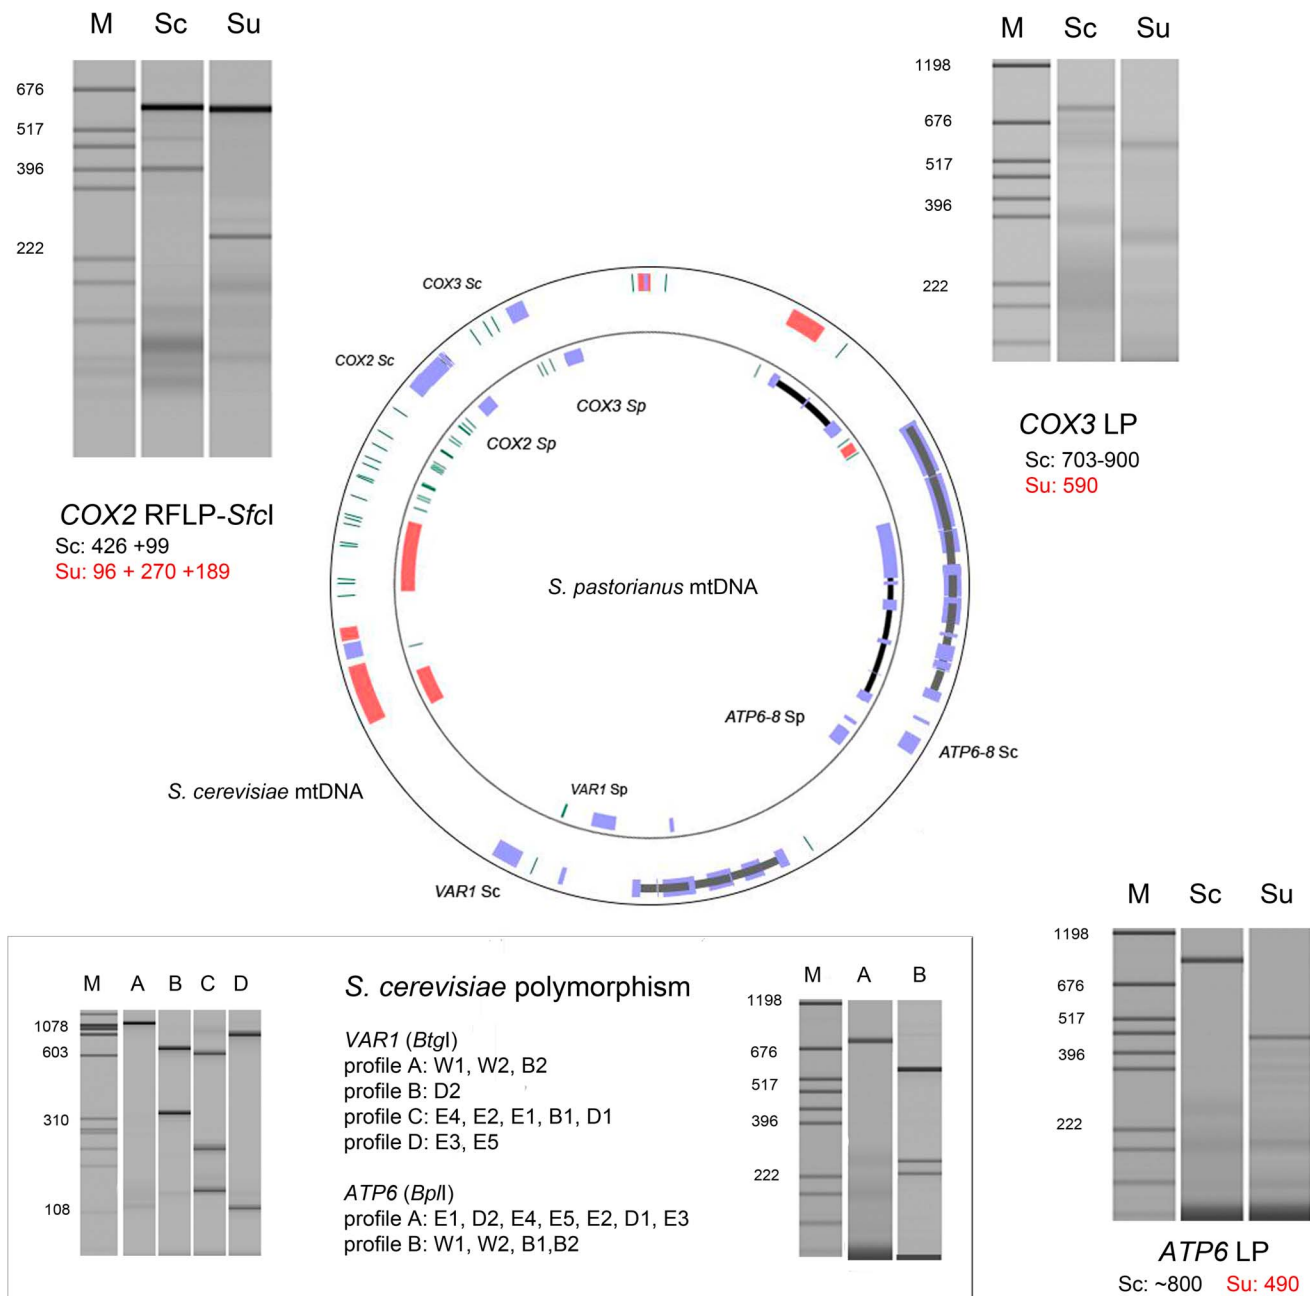 M Sc Su
676
517
396
222
COX2 RFLP-SfcI
Sc: 426 +99
Su: 96 + 270 +189
M Sc Su
1198
676
517
396
222
COX3 LP
Sc: 703-900
Su: 590
COX3 Sc
COX2 Sc
COX3 Sp
COX2 Sp
S. pastorianus mtDNA
ATP6-8 Sp
ATP6-8 Sc
VAR1 Sp
S. cerevisiae mtDNA
VAR1 Sc
M Sc Su
1198
676
517
396
222
ATP6 LP
Sc: ~800 Su: 490
M A B C D
1078
603
310
108
S. cerevisiae polymorphism
VAR1 (BtgI)
profile A: W1, W2, B2
profile B: D2
profile C: E4, E2, E1, B1, D1
profile D: E3, E5
ATP6 (BplI)
profile A: E1, D2, E4, E5, E2, D1, E3
profile B: W1, W2, B1,B2
M A B
1198
676
517
396
222